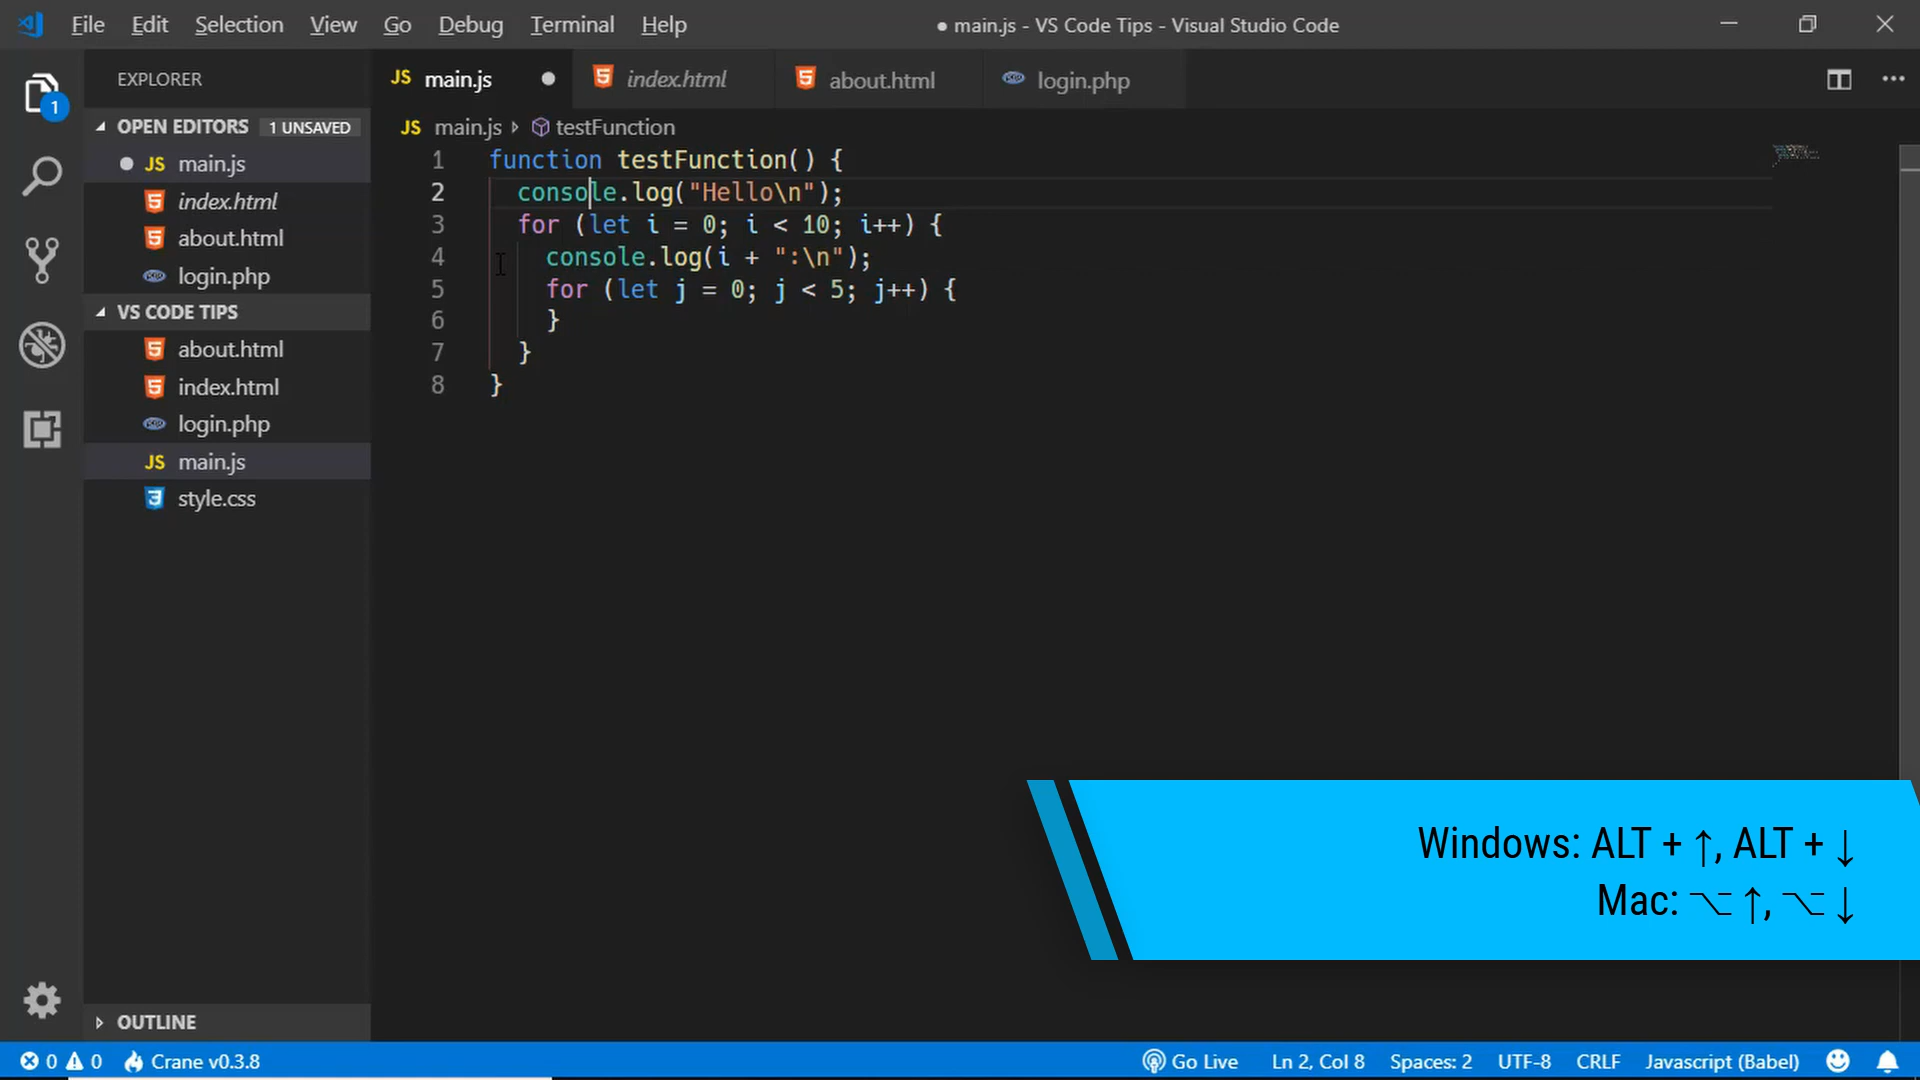 File Edit Selection View Go Debug Terminal Help
● main.js - VS Code Tips - Visual Studio Code
EXPLORER
1
OPEN EDITORS 1 UNSAVED
JS main.js
index.html
about.html
login.php
VS CODE TIPS
about.html
index.html
login.php
JS main.js
style.css
OUTLINE
JS main.js
index.html
about.html
login.php
JS main.js testFunction
1 function testFunction() {
2 console.log("Hello\n");
3 for (let i = 0; i < 10; i++) {
4 console.log(i + ":\n");
5 for (let j = 0; j < 5; j++) {
6 }
7 }
8 }
Windows: ALT + ↑, ALT + ↓
Mac: ⌥ ↑, ⌥ ↓
0 0 Crane v0.3.8
Go Live Ln 2, Col 8 Spaces: 2 UTF-8 CRLF Javascript (Babel)